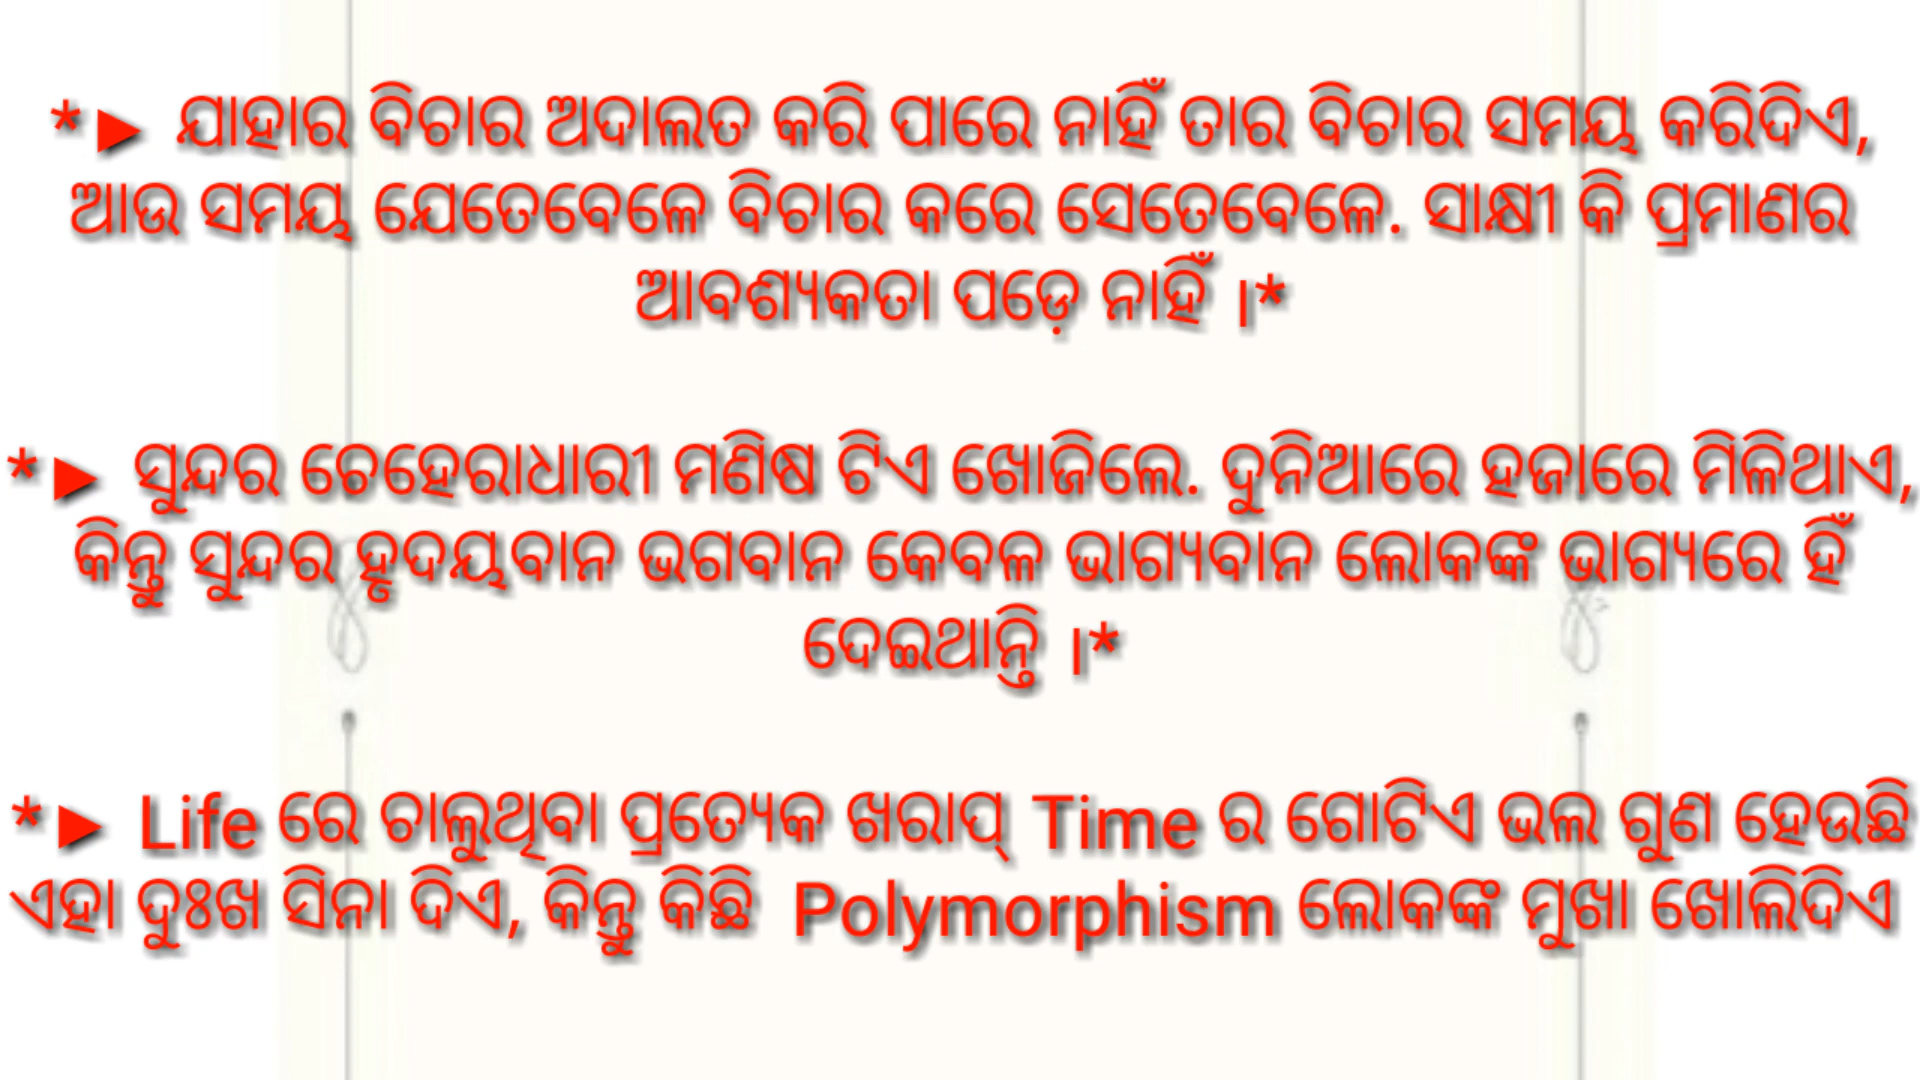 *► ଯାହାର ବିଚାର ଅଦାଲତ କରି ପାରେ ନାହିଁ ତାର ବିଚାର ସମୟ କରିଦିଏ,
ଆଉ ସମୟ ଯେତେବେଳେ ବିଚାର କରେ ସେତେବେଳେ. ସାକ୍ଷୀ କି ପ୍ରମାଣର
ଆବଶ୍ୟକତା ପଡ଼େ ନାହିଁ ।*
*► ସୁନ୍ଦର ଚେହେରାଧାରୀ ମଣିଷ ଟିଏ ଖୋଜିଲେ. ଦୁନିଆରେ ହଜାରେ ମିଳିଥାଏ,
କିନ୍ତୁ ସୁନ୍ଦର ହୃଦୟବାନ ଭଗବାନ କେବଳ ଭାଗ୍ୟବାନ ଲୋକଙ୍କ ଭାଗ୍ୟରେ ହିଁ
ଦେଇଥାନ୍ତି ।*
*► Life ରେ ଚାଲୁଥିବା ପ୍ରତ୍ୟେକ ଖରାପ୍ Time ର ଗୋଟିଏ ଭଲ ଗୁଣ ହେଉଛି
ଏହା ଦୁଃଖ ସିନା ଦିଏ, କିନ୍ତୁ କିଛି Polymorphism ଲୋକଙ୍କ ମୁଖା ଖୋଲିଦିଏ